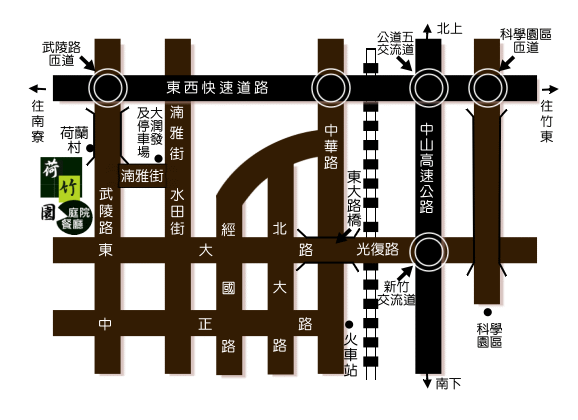 北上
武陵路
匝道
公道五
交流道
科學園區
匝道
東西快速道路
往南寮
往竹東
荷蘭
村
大潤發
及停車場
湳雅街
湳雅街
水田街
中華路
中山高速公路
荷竹園
庭院
餐廳
武陵路
東大路橋
經國路
北大路
東大路
光復路
新竹
交流道
中正路
火車站
科學
園區
南下